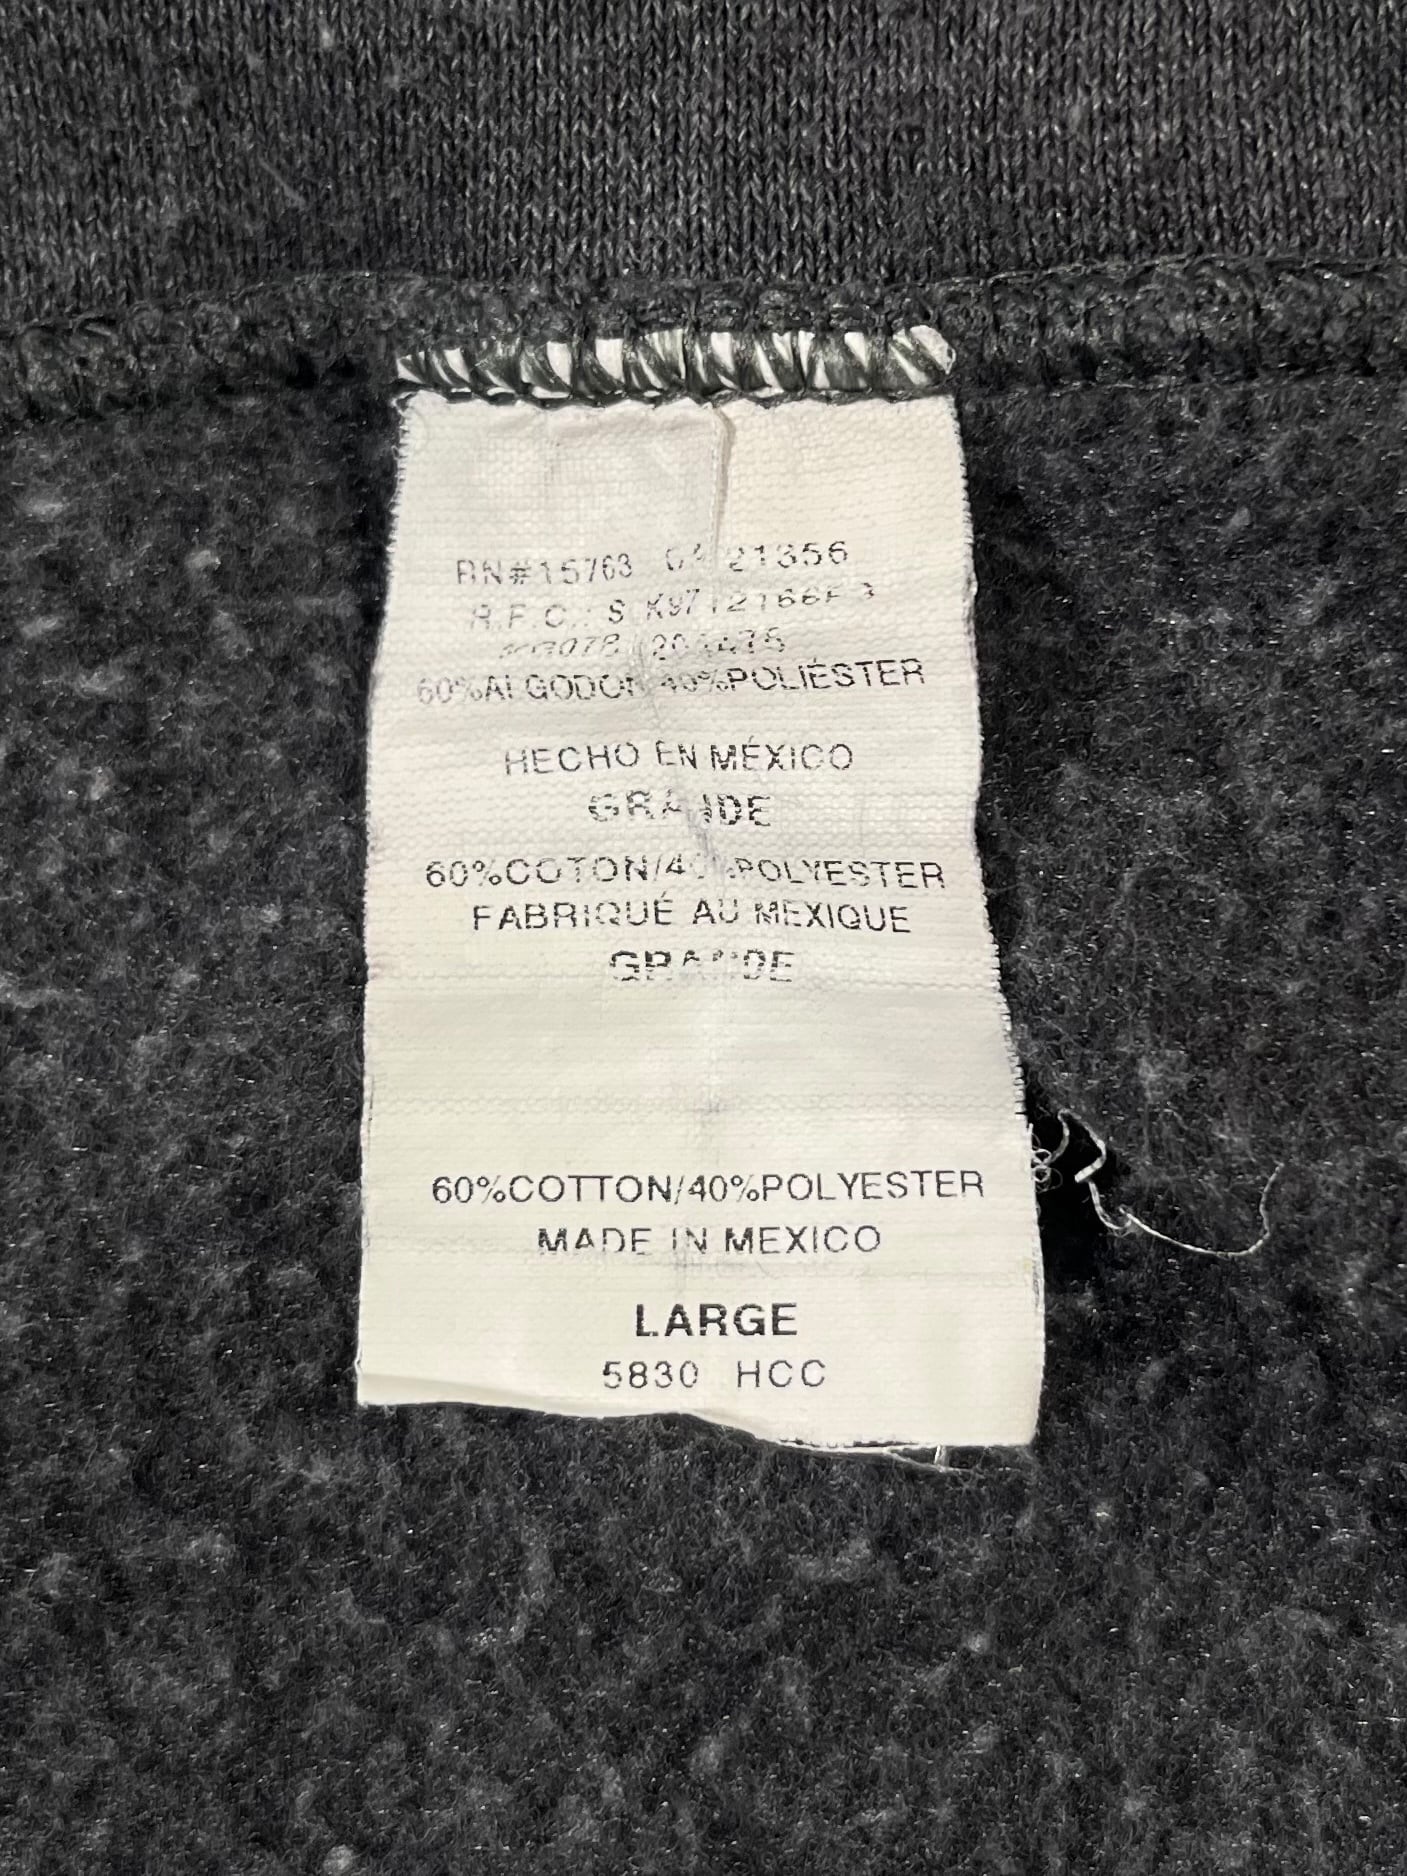 RN#15763 CA 21356
R.F.C.:
60%ALGODON 40%POLIÉSTER
HECHO EN MÉXICO
GRANDE
60%COTON/40%POLYESTER
FABRIQUÉ AU MEXIQUE
GRANDE
60%COTTON/40%POLYESTER
MADE IN MEXICO
LARGE
5830 HCC